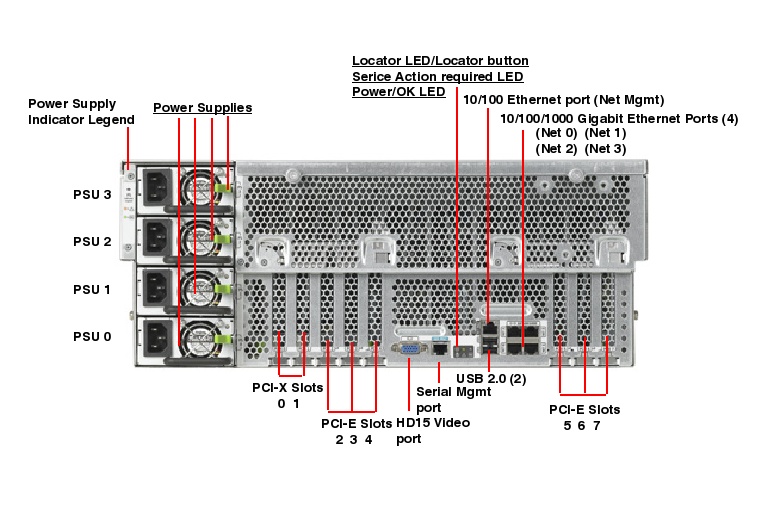 Locator LED/Locator button
Serice Action required LED
Power/OK LED
10/100 Ethernet port (Net Mgmt)
Power Supply
Indicator Legend
Power Supplies
10/100/1000 Gigabit Ethernet Ports (4)
(Net 0) (Net 1)
(Net 2) (Net 3)
PSU 3
PSU 2
PSU 1
PSU 0
PCI-X Slots
0 1
USB 2.0 (2)
Serial Mgmt
port
PCI-E Slots
2 3 4
HD15 Video
port
PCI-E Slots
5 6 7